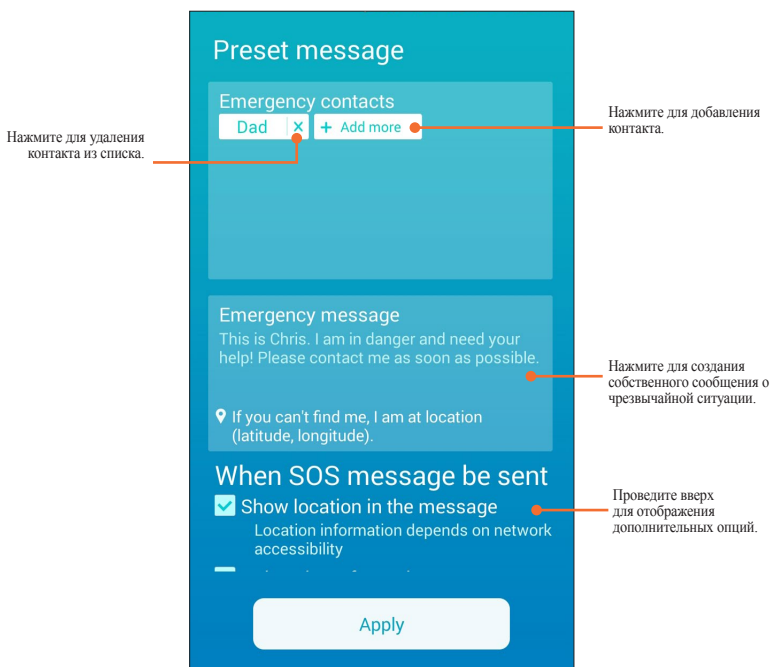 Preset message
Emergency contacts
Dad × + Add more
Нажмите для добавления
контакта.
Нажмите для удаления
контакта из списка.
Emergency message
This is Chris. I am in danger and need your
help! Please contact me as soon as possible.
Нажмите для создания
собственного сообщения о
чрезвычайной ситуации.
If you can't find me, I am at location
(latitude, longitude).
When SOS message be sent
Show location in the message
Location information depends on network
accessibility
Проведите вверх
для отображения
дополнительных опций.
Apply